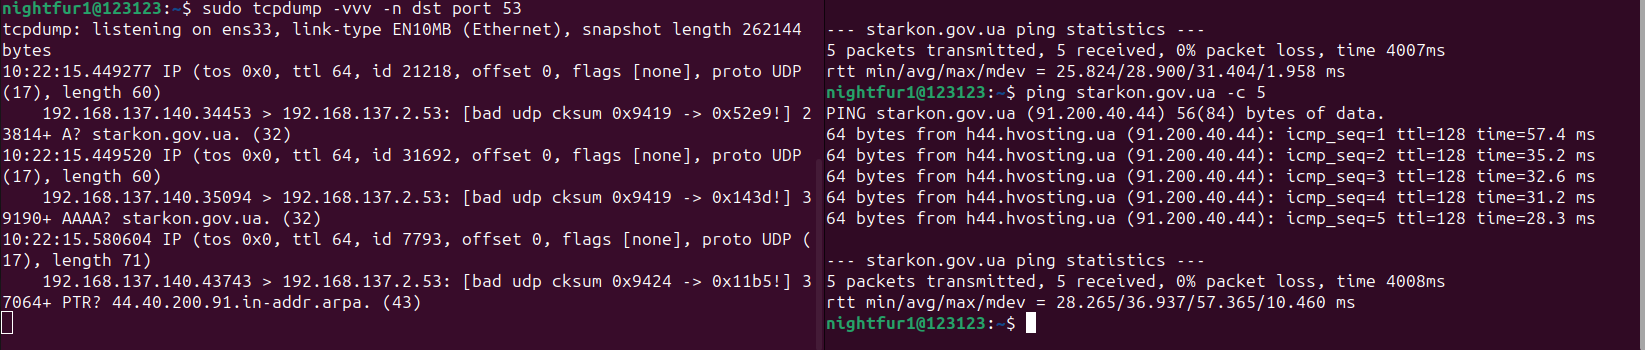 nightfur1@123123:~$ sudo tcpdump -vvv -n dst port 53
tcpdump: listening on ens33, link-type EN10MB (Ethernet), snapshot length 262144
bytes
10:22:15.449277 IP (tos 0x0, ttl 64, id 21218, offset 0, flags [none], proto UDP
(17), length 60)
    192.168.137.140.34453 > 192.168.137.2.53: [bad udp cksum 0x9419 -> 0x52e9!] 2
3814+ A? starkon.gov.ua. (32)
10:22:15.449520 IP (tos 0x0, ttl 64, id 31692, offset 0, flags [none], proto UDP
(17), length 60)
    192.168.137.140.35094 > 192.168.137.2.53: [bad udp cksum 0x9419 -> 0x143d!] 3
9190+ AAAA? starkon.gov.ua. (32)
10:22:15.580604 IP (tos 0x0, ttl 64, id 7793, offset 0, flags [none], proto UDP (
17), length 71)
    192.168.137.140.43743 > 192.168.137.2.53: [bad udp cksum 0x9424 -> 0x11b5!] 3
7064+ PTR? 44.40.200.91.in-addr.arpa. (43)
--- starkon.gov.ua ping statistics ---
5 packets transmitted, 5 received, 0% packet loss, time 4007ms
rtt min/avg/max/mdev = 25.824/28.900/31.404/1.958 ms
nightfur1@123123:~$ ping starkon.gov.ua -c 5
PING starkon.gov.ua (91.200.40.44) 56(84) bytes of data.
64 bytes from h44.hvosting.ua (91.200.40.44): icmp_seq=1 ttl=128 time=57.4 ms
64 bytes from h44.hvosting.ua (91.200.40.44): icmp_seq=2 ttl=128 time=35.2 ms
64 bytes from h44.hvosting.ua (91.200.40.44): icmp_seq=3 ttl=128 time=32.6 ms
64 bytes from h44.hvosting.ua (91.200.40.44): icmp_seq=4 ttl=128 time=31.2 ms
64 bytes from h44.hvosting.ua (91.200.40.44): icmp_seq=5 ttl=128 time=28.3 ms
--- starkon.gov.ua ping statistics ---
5 packets transmitted, 5 received, 0% packet loss, time 4008ms
rtt min/avg/max/mdev = 28.265/36.937/57.365/10.460 ms
nightfur1@123123:~$